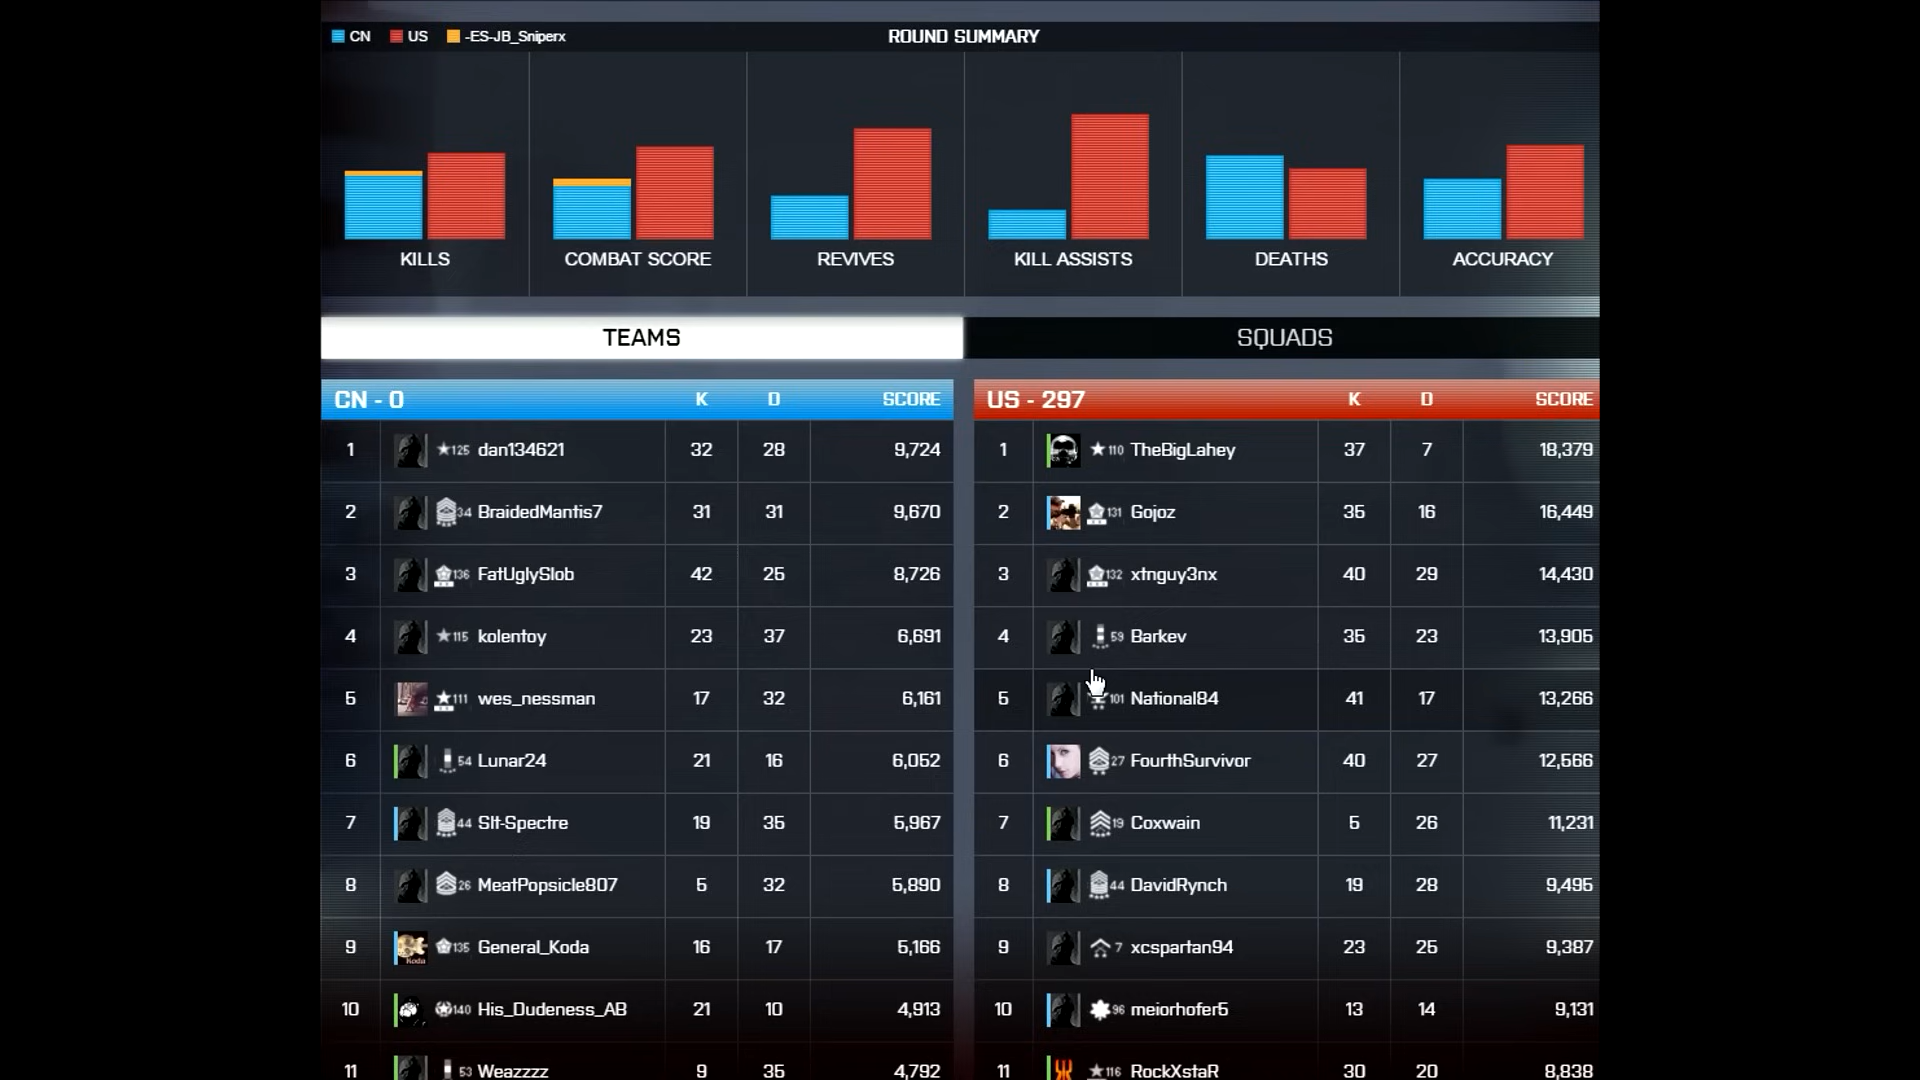 CN US -ES-JB_Sniperx ROUND SUMMARY
KILLS COMBAT SCORE REVIVES KILL ASSISTS DEATHS ACCURACY
TEAMS SQUADS
CN - 0 K D SCORE US - 297 K D SCORE
1 125 dan134621 32 28 9,724 1 110 TheBigLahey 37 7 18,379
2 34 BraidedMantis7 31 31 9,670 2 131 Gojoz 35 16 16,449
3 136 FatUglySlob 42 25 8,726 3 132 xtnguy3nx 40 29 14,430
4 115 kolentoy 23 37 6,691 4 59 Barkev 35 23 13,905
5 111 wes_nessman 17 32 6,161 5 101 National84 41 17 13,266
6 54 Lunar24 21 16 6,052 6 27 FourthSurvivor 40 27 12,566
7 44 Slt-Spectre 19 35 5,967 7 19 Coxwain 5 26 11,231
8 26 MeatPopsicle807 5 32 5,890 8 44 DavidRynch 19 28 9,495
9 Koda 135 General_Koda 16 17 5,166 9 7 xcspartan94 23 25 9,387
10 140 His_Dudeness_AB 21 10 4,913 10 96 meiorhofer5 13 14 9,131
11 53 Weazzzz 9 35 4,792 11 116 RockXstaR 30 20 8,838